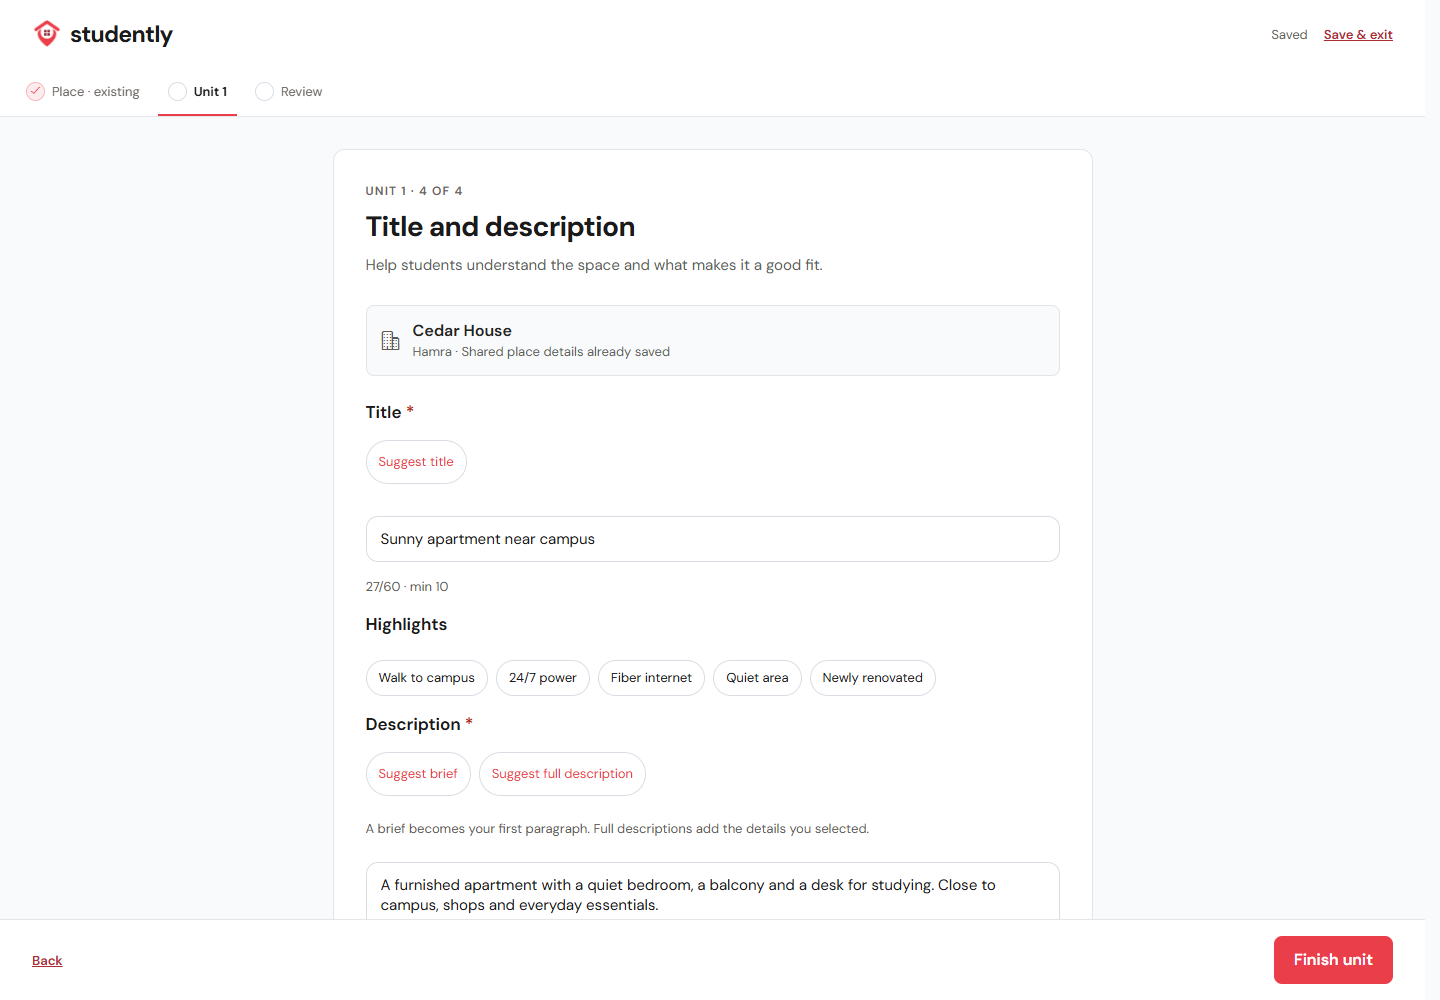 studently
Saved
Save & exit
Place · existing
Unit 1
Review
UNIT 1 · 4 OF 4
Title and description
Help students understand the space and what makes it a good fit.
Cedar House
Hamra · Shared place details already saved
Title *
Suggest title
Sunny apartment near campus
27/60 · min 10
Highlights
Walk to campus
24/7 power
Fiber internet
Quiet area
Newly renovated
Description *
Suggest brief
Suggest full description
A brief becomes your first paragraph. Full descriptions add the details you selected.
A furnished apartment with a quiet bedroom, a balcony and a desk for studying. Close to
campus, shops and everyday essentials.
Back
Finish unit